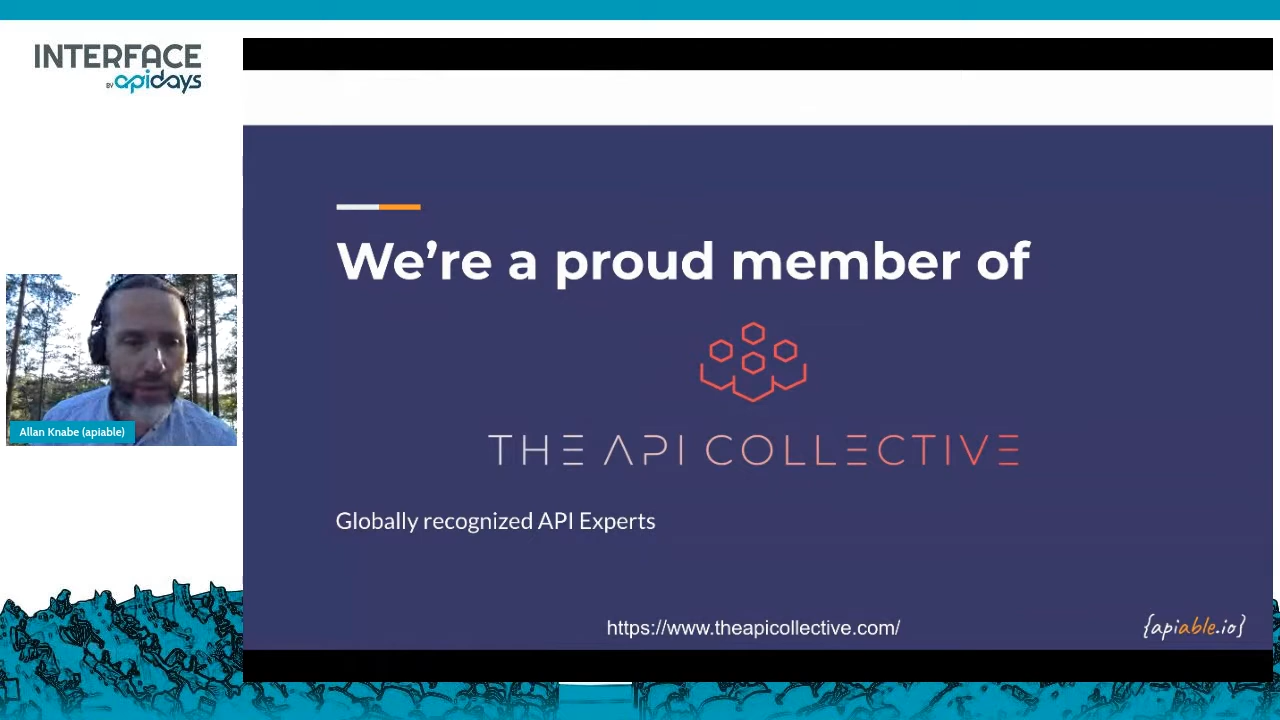 INTERFACE
BY apidays
We're a proud member of
THE API COLLECTIVE
Globally recognized API Experts
Allan Knabe (apiable)
https://www.theapicollective.com/
{apiable.io}